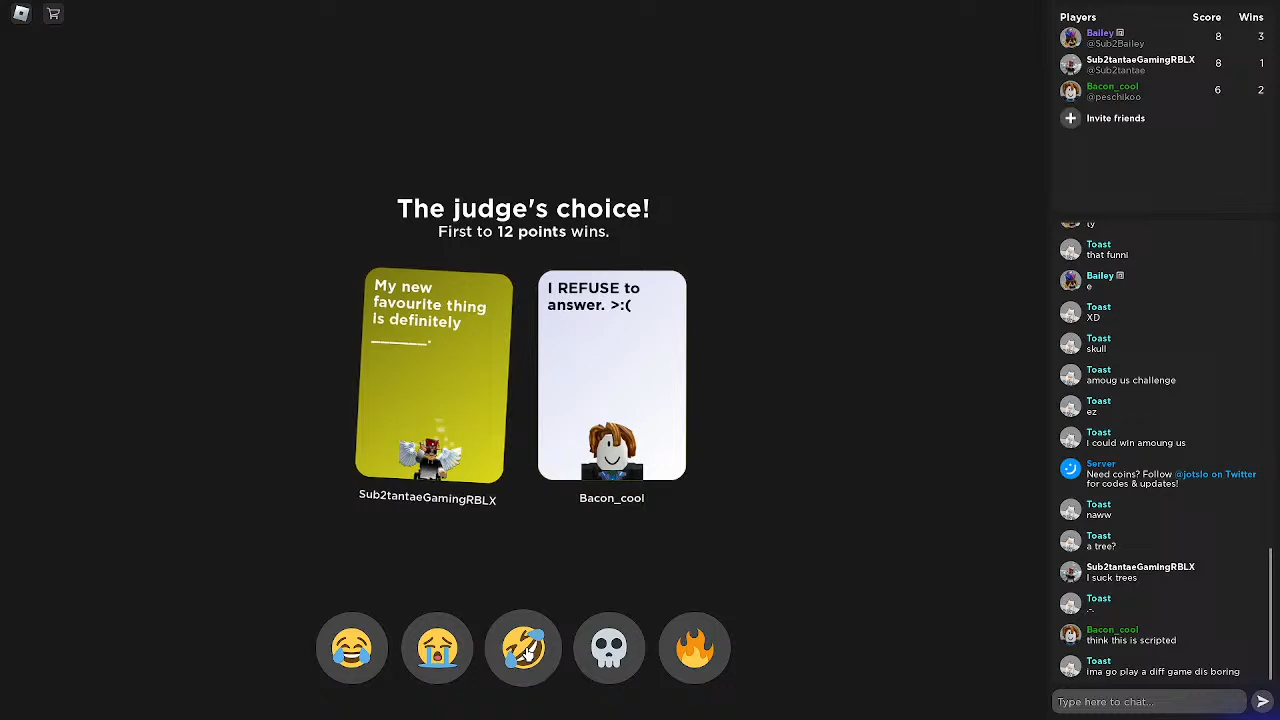 Players Score Wins
Bailey 8 3
@Sub2Bailey
Sub2tantaeGamingRBLX 8 1
@Sub2tantae
Bacon_cool 6 2
@peschikoo
Invite friends
The judge's choice!
First to 12 points wins.
My new
favourite thing
is definitely
_______.
I REFUSE to
answer. >:(
Sub2tantaeGamingRBLX
Bacon_cool
ty
Toast
that funni
Bailey
e
Toast
XD
Toast
skull
Toast
amoug us challenge
Toast
ez
Toast
I could win amoung us
Server
Need coins? Follow @jotslo on Twitter
for codes & updates!
Toast
naww
Toast
a tree?
Sub2tantaeGamingRBLX
I suck trees
Toast
.-.
Bacon_cool
think this is scripted
Toast
Ima go play a diff game dis boring
Type here to chat...